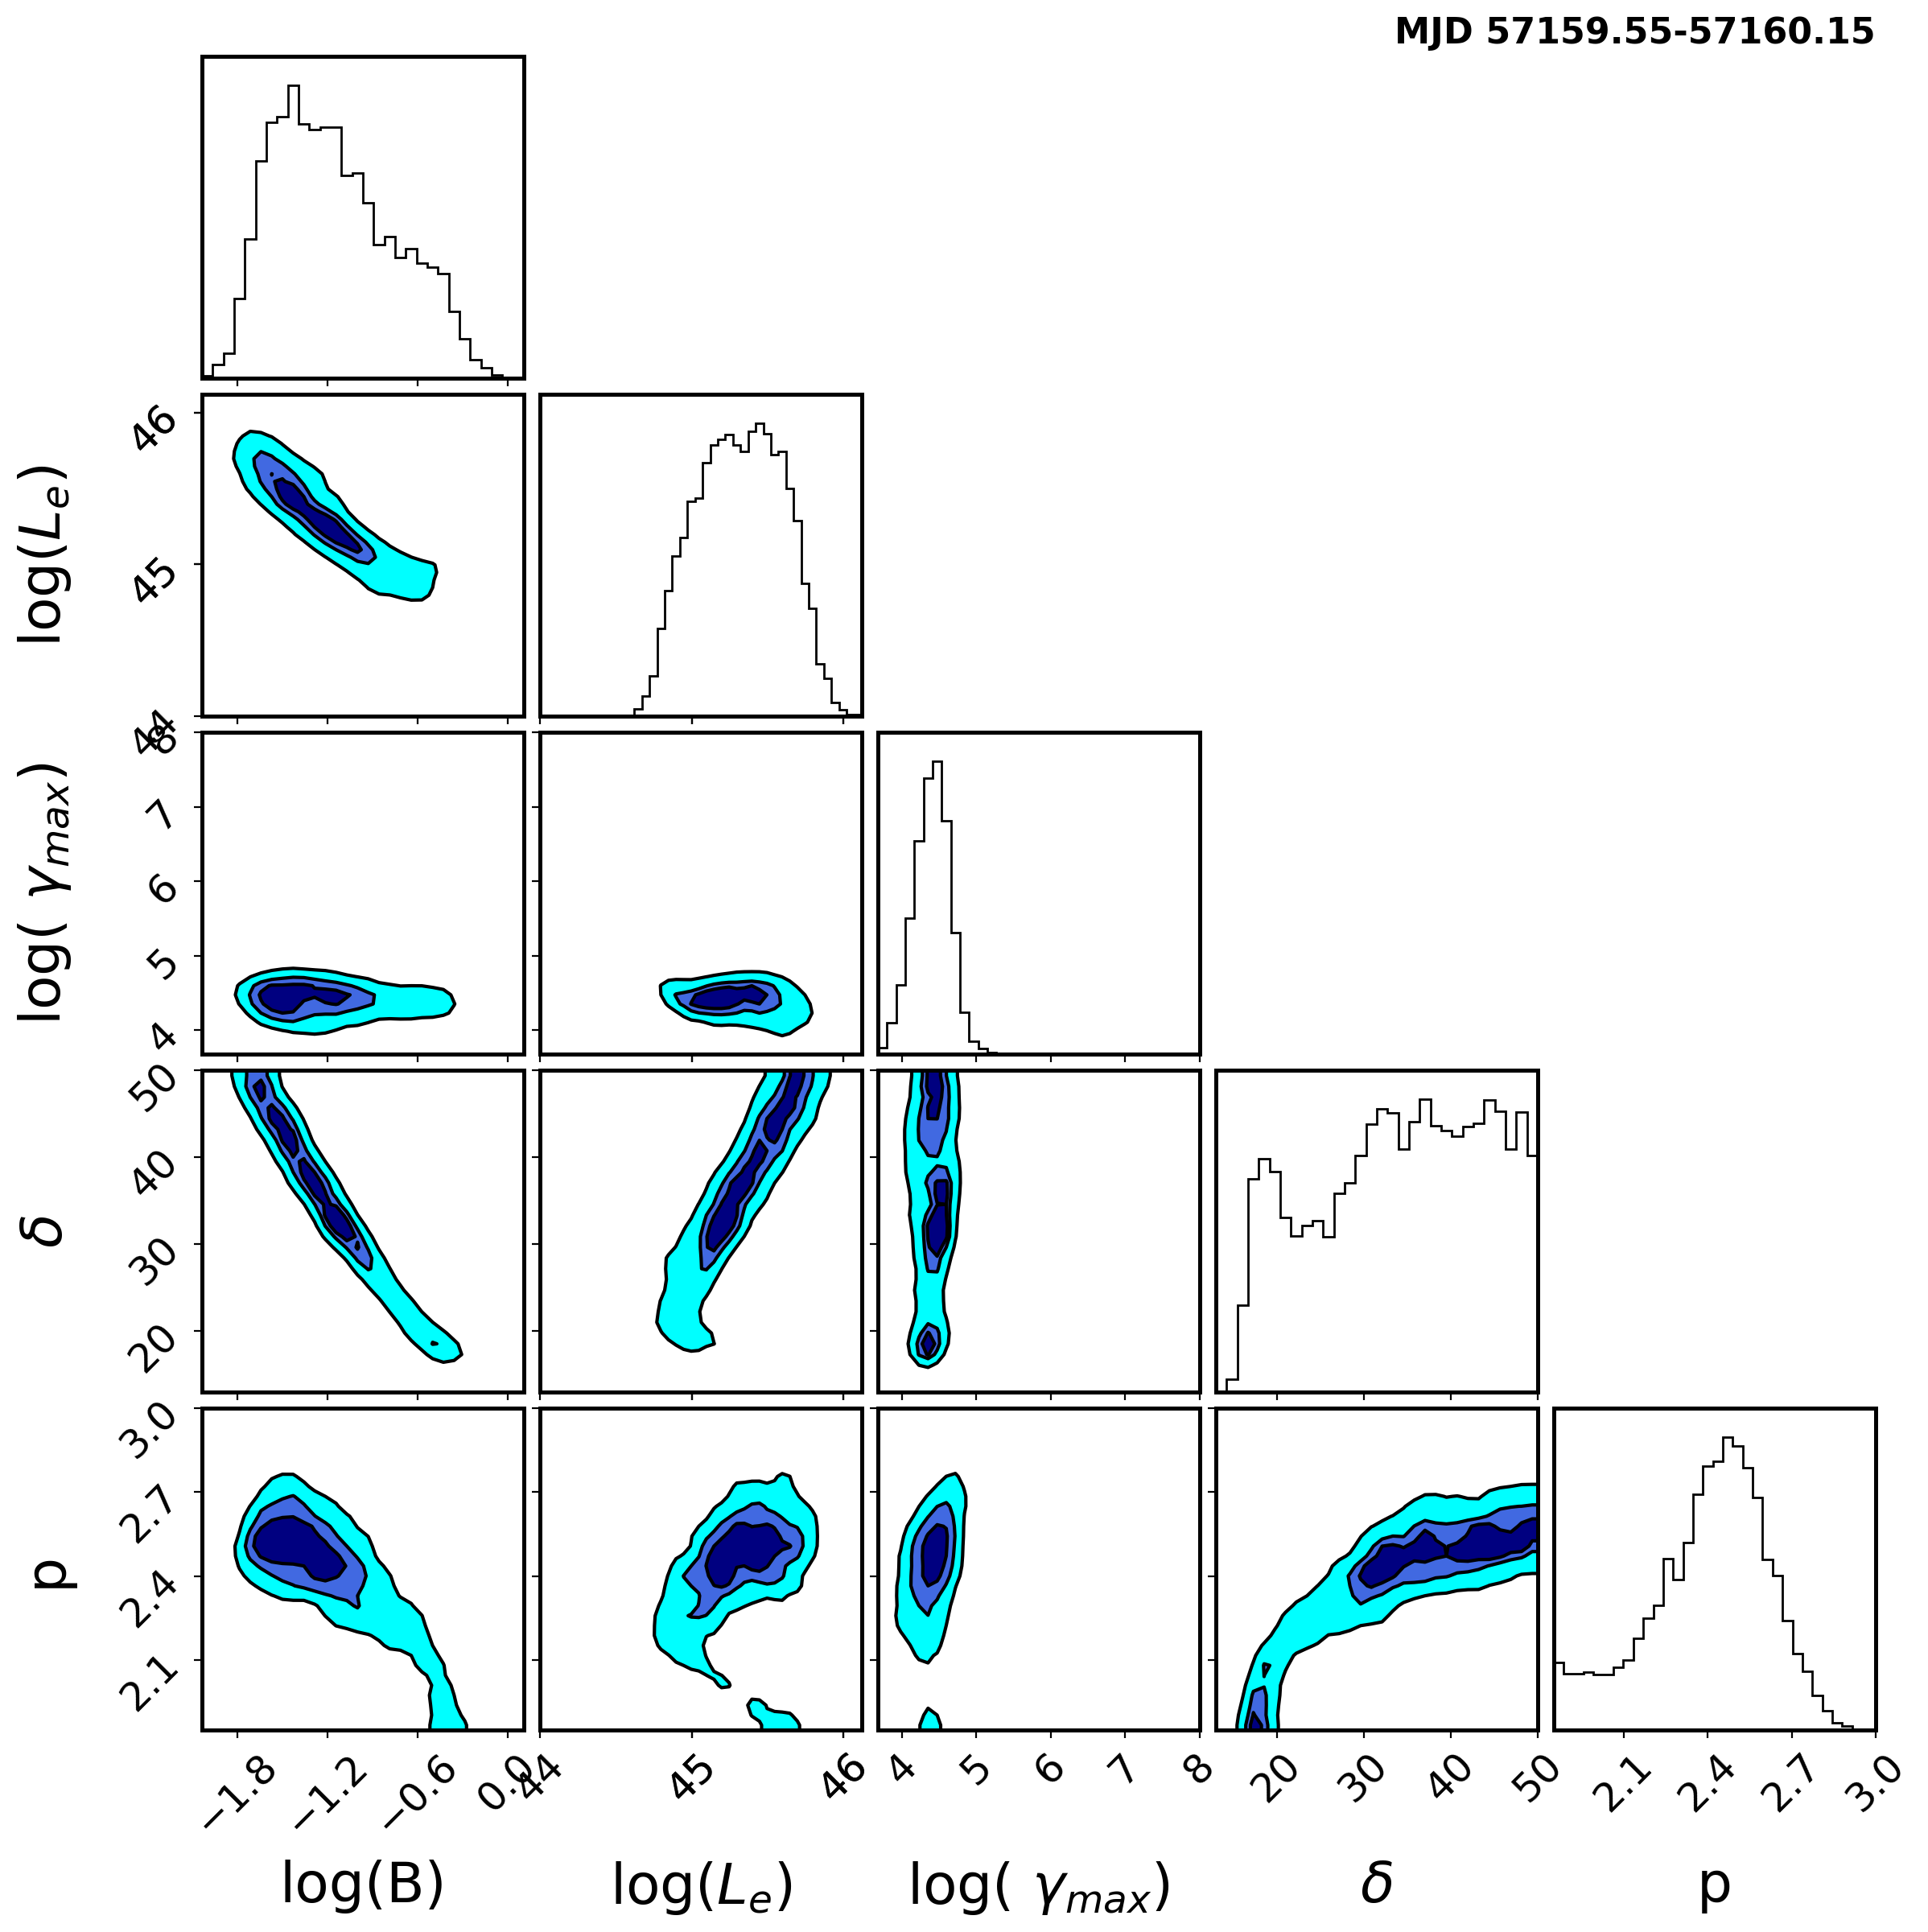 MJD 57159.55-57160.15
46
45
44
log(L_e)
8
7
6
5
4
log( γ_max)
50
40
30
20
δ
3.0
2.7
2.4
2.1
p
−1.8 −1.2 −0.6 0.0 44 45 46 4 5 6 7 8 20 30 40 50 2.1 2.4 2.7 3.0
log(B) log(L_e) log( γ_max) δ p